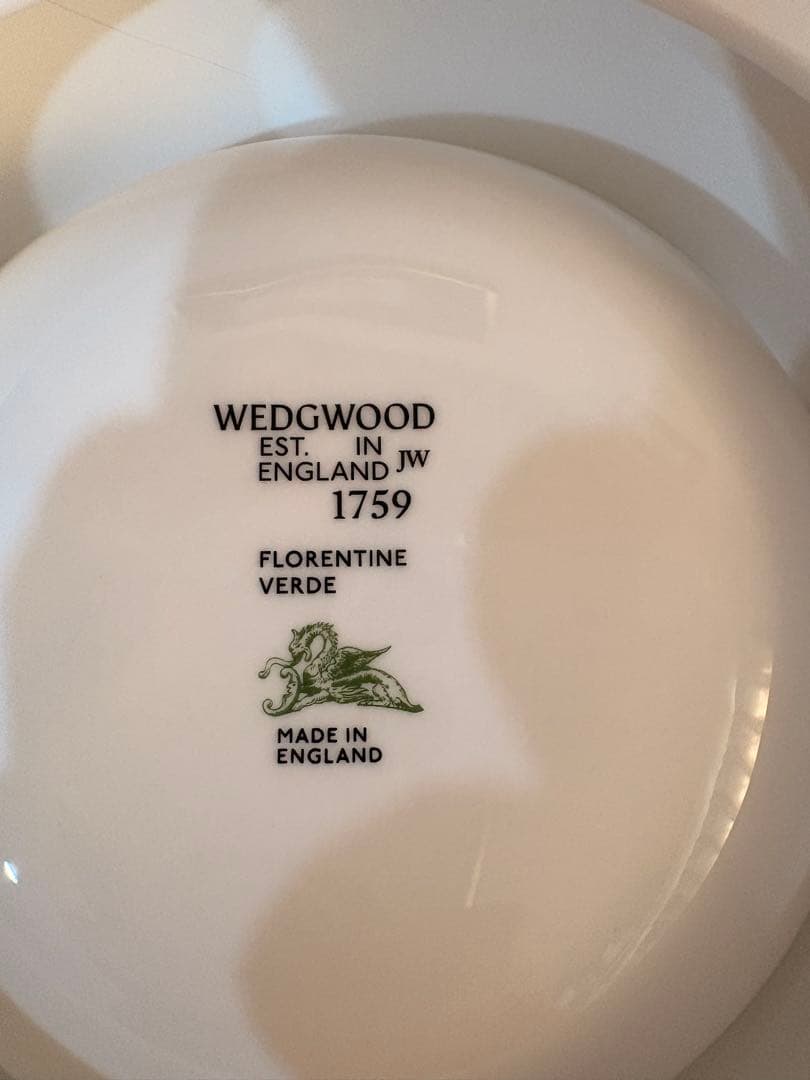 WEDGWOOD
EST. IN
ENGLAND JW
1759
FLORENTINE
VERDE
MADE IN
ENGLAND